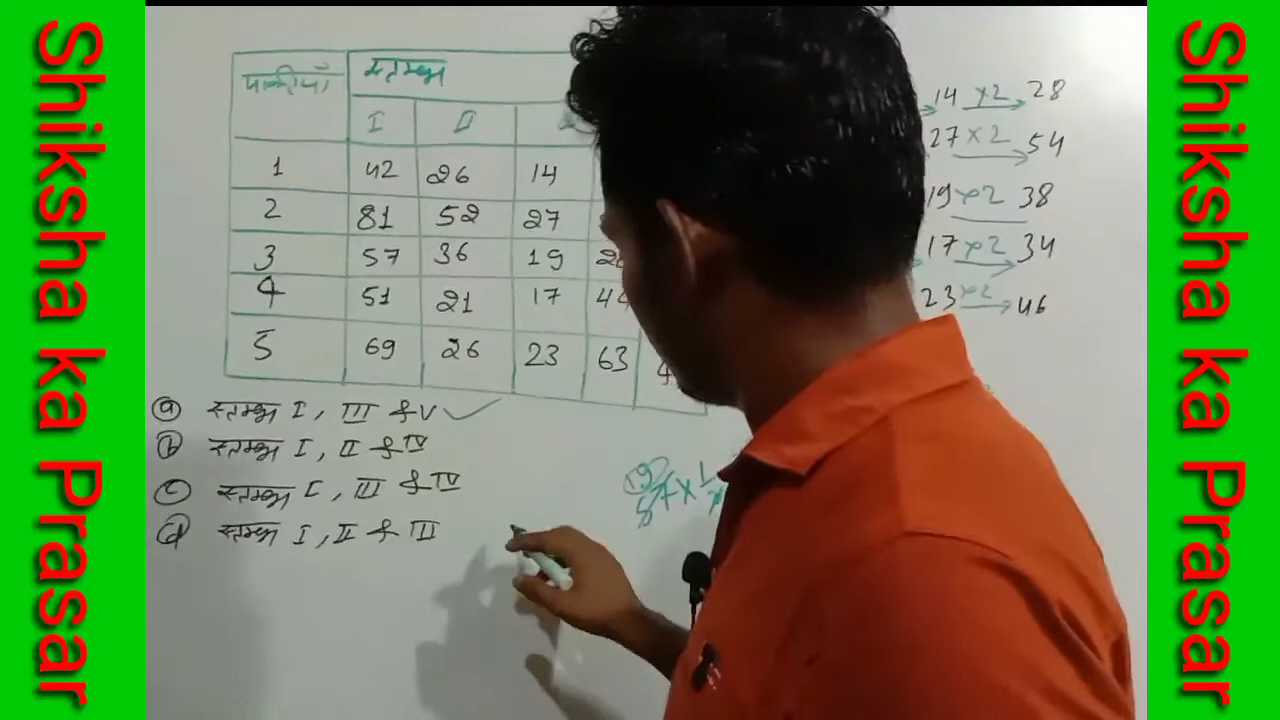 Shiksha ka Prasar
पंक्तियाँ स्तम्भ
I II
1 42 26 14
2 81 52 27
3 57 36 19
4 51 21 17 44
5 69 26 23 63 4
(a) स्तम्भ I, III & V ✓
(b) स्तम्भ I, II & IV
(c) स्तम्भ I, III & IV
(d) स्तम्भ I, II & III
14 ×2 28
27 ×2 54
19 ×2 38
17 ×2 34
23 ×2 46
Shiksha ka Prasar